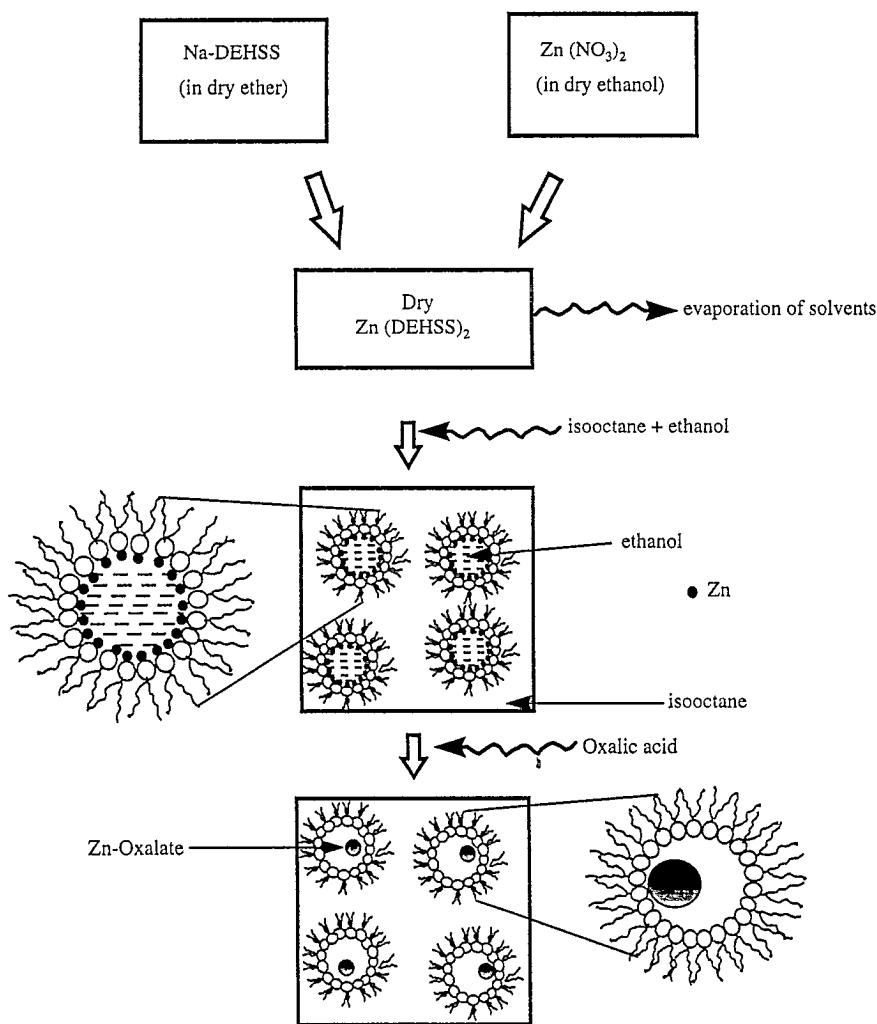 Na-DEHSS
(in dry ether)
Zn (NO₃)₂
(in dry ethanol)
Dry
Zn (DEHSS)₂
evaporation of solvents
isooctane + ethanol
ethanol
Zn
isooctane
Oxalic acid
Zn-Oxalate